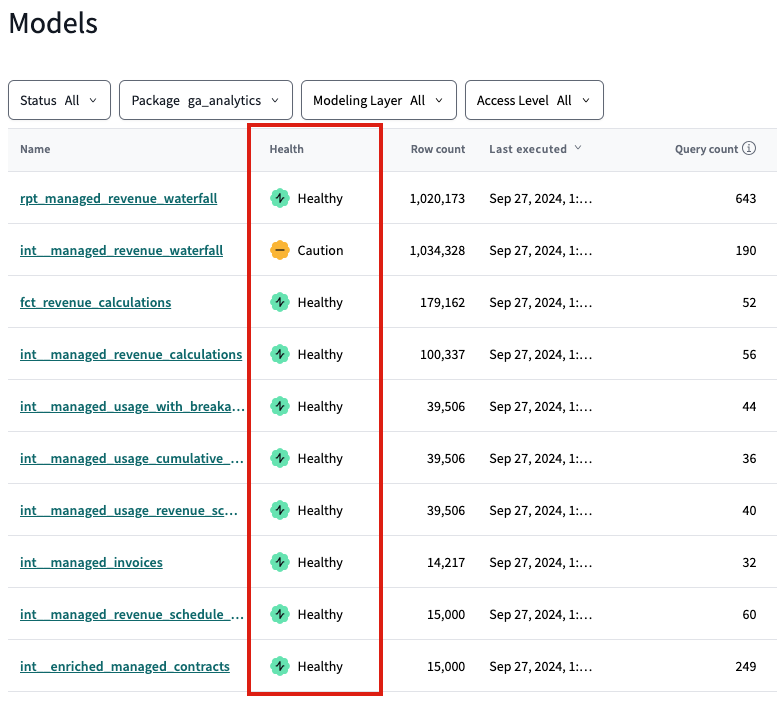 Models
Status All Package ga_analytics Modeling Layer All Access Level All
Name Health Row count Last executed Query count
rpt_managed_revenue_waterfall Healthy 1,020,173 Sep 27, 2024, 1:… 643
int__managed_revenue_waterfall Caution 1,034,328 Sep 27, 2024, 1:… 190
fct_revenue_calculations Healthy 179,162 Sep 27, 2024, 1:… 52
int__managed_revenue_calculations Healthy 100,337 Sep 27, 2024, 1:… 56
int__managed_usage_with_breaka… Healthy 39,506 Sep 27, 2024, 1:… 44
int__managed_usage_cumulative_… Healthy 39,506 Sep 27, 2024, 1:… 36
int__managed_usage_revenue_sc… Healthy 39,506 Sep 27, 2024, 1:… 40
int__managed_invoices Healthy 14,217 Sep 27, 2024, 1:… 32
int__managed_revenue_schedule_… Healthy 15,000 Sep 27, 2024, 1:… 60
int__enriched_managed_contracts Healthy 15,000 Sep 27, 2024, 1:… 249